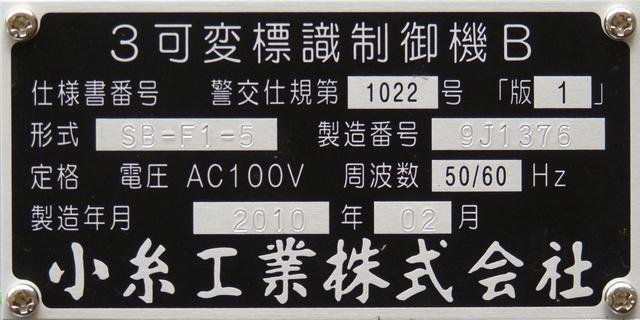 3可変標識制御機B
仕様書番号 警交仕規第 1022 号 「版 1 」
形式 SB-F1-5 製造番号 9J1376
定格 電圧 AC100V 周波数 50/60 Hz
製造年月 2010 年 02 月
小糸工業株式会社